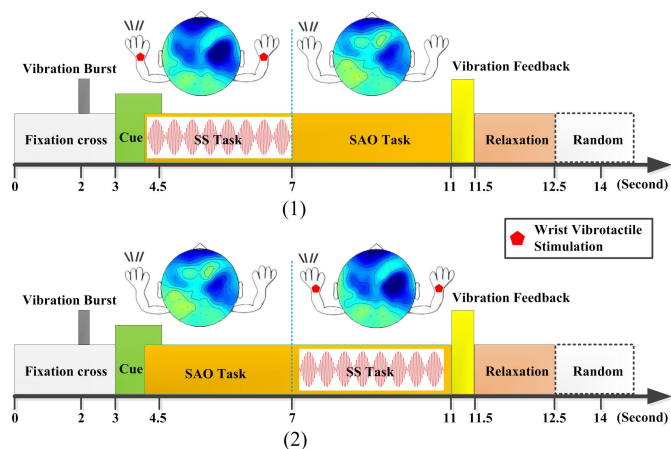 Vibration Burst
Vibration Feedback
Fixation cross
Cue
SS Task
SAO Task
Relaxation
Random
0
2
3
4.5
7
11
11.5
12.5
14
(Second)
(1)
Wrist Vibrotactile
Stimulation
Vibration Burst
Vibration Feedback
Fixation cross
Cue
SAO Task
SS Task
Relaxation
Random
0
2
3
4.5
7
11
11.5
12.5
14
(Second)
(2)